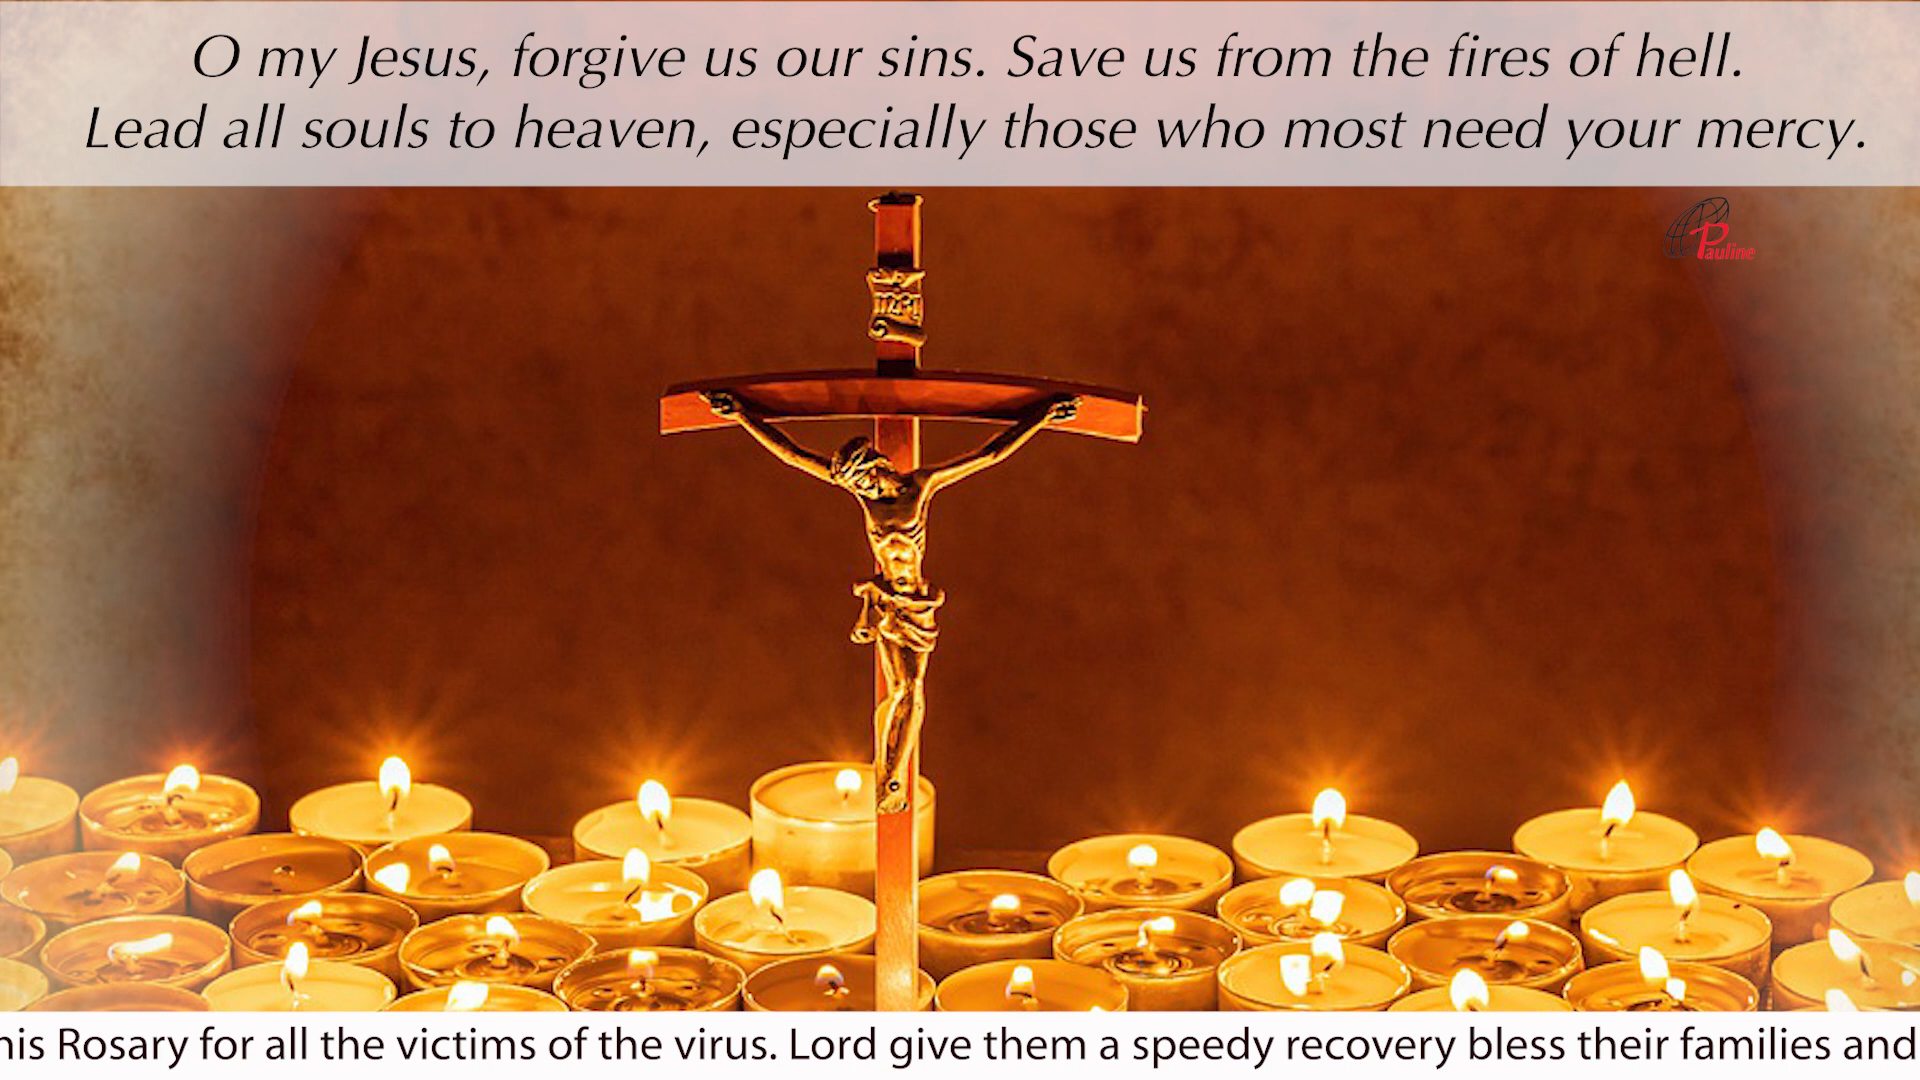 O my Jesus, forgive us our sins. Save us from the fires of hell.
Lead all souls to heaven, especially those who most need your mercy.
Pauline
his Rosary for all the victims of the virus. Lord give them a speedy recovery bless their families and